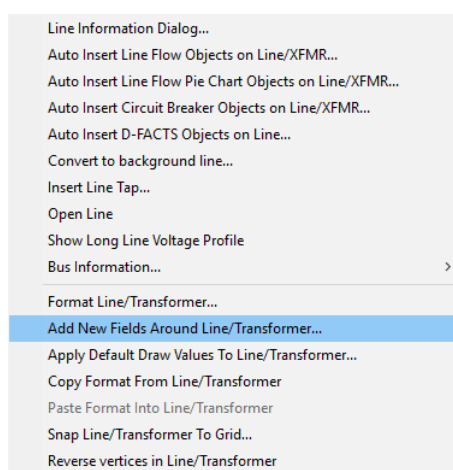 Line Information Dialog...
Auto Insert Line Flow Objects on Line/XFMR...
Auto Insert Line Flow Pie Chart Objects on Line/XFMR...
Auto Insert Circuit Breaker Objects on Line/XFMR...
Auto Insert D-FACTS Objects on Line...
Convert to background line...
Insert Line Tap...
Open Line
Show Long Line Voltage Profile
Bus Information...
Format Line/Transformer...
Add New Fields Around Line/Transformer...
Apply Default Draw Values To Line/Transformer...
Copy Format From Line/Transformer
Paste Format Into Line/Transformer
Snap Line/Transformer To Grid...
Reverse vertices in Line/Transformer